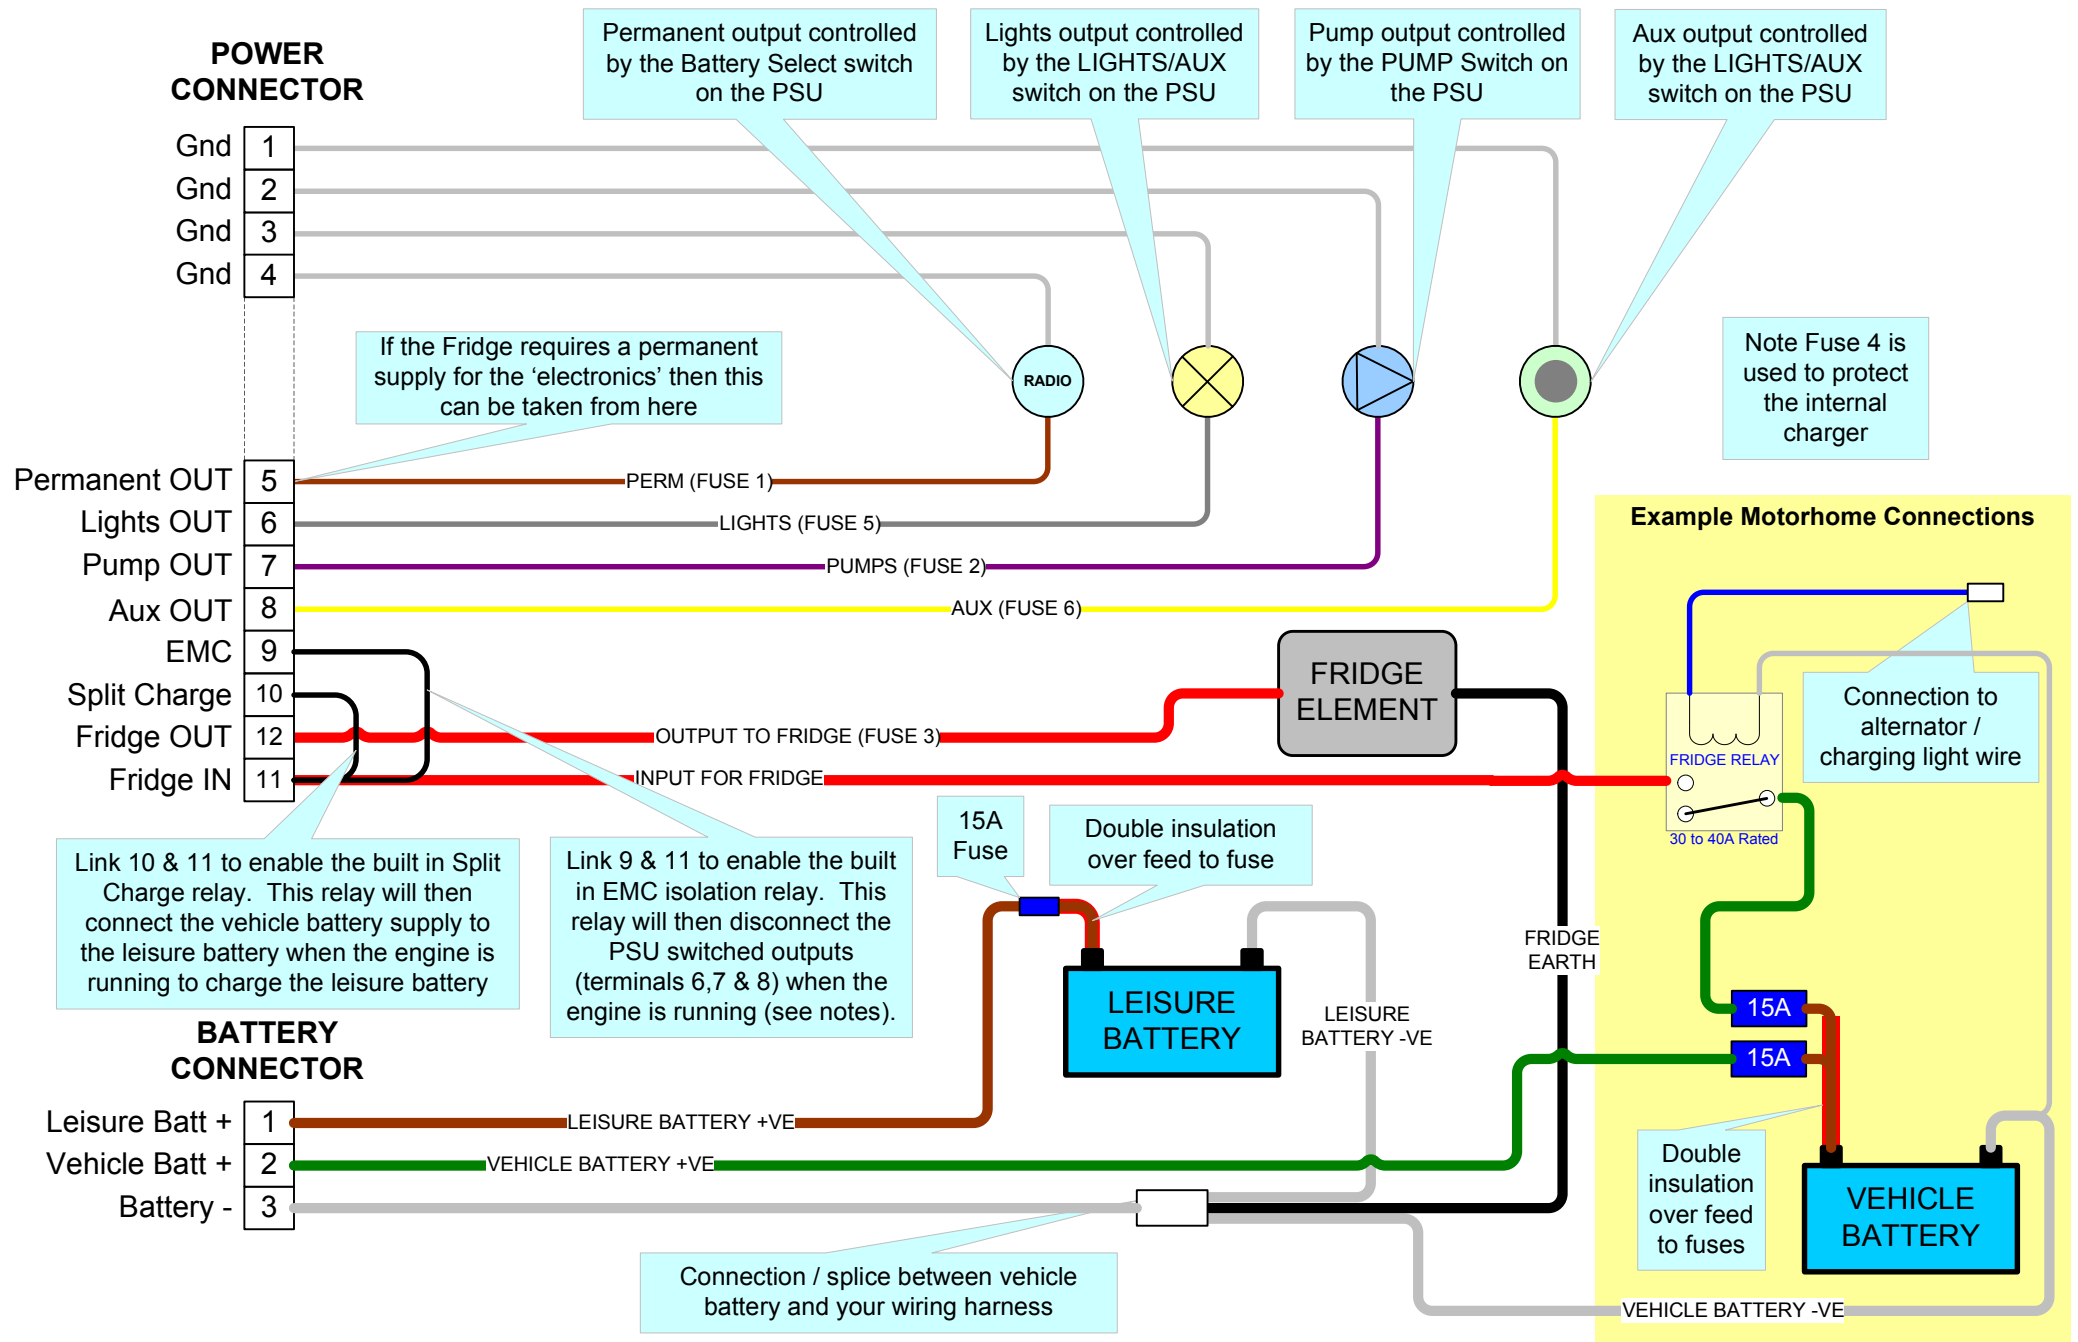 POWER
CONNECTOR
Permanent output controlled
by the Battery Select switch
on the PSU
Lights output controlled
by the LIGHTS/AUX
switch on the PSU
Pump output controlled
by the PUMP Switch on
the PSU
Aux output controlled
by the LIGHTS/AUX
switch on the PSU
Gnd 1
Gnd 2
Gnd 3
Gnd 4
If the Fridge requires a permanent
supply for the ‘electronics’ then this
can be taken from here
RADIO
Note Fuse 4 is
used to protect
the internal
charger
Permanent OUT 5
PERM (FUSE 1)
Lights OUT 6
LIGHTS (FUSE 5)
Pump OUT 7
PUMPS (FUSE 2)
Aux OUT 8
AUX (FUSE 6)
EMC 9
Split Charge 10
Fridge OUT 12
OUTPUT TO FRIDGE (FUSE 3)
Fridge IN 11
INPUT FOR FRIDGE
FRIDGE
ELEMENT
Example Motorhome Connections
Connection to
alternator /
charging light wire
FRIDGE RELAY
30 to 40A Rated
Link 10 & 11 to enable the built in Split
Charge relay. This relay will then
connect the vehicle battery supply to
the leisure battery when the engine is
running to charge the leisure battery
Link 9 & 11 to enable the built
in EMC isolation relay. This
relay will then disconnect the
PSU switched outputs
(terminals 6,7 & 8) when the
engine is running (see notes).
15A
Fuse
Double insulation
over feed to fuse
LEISURE
BATTERY
LEISURE
BATTERY -VE
FRIDGE
EARTH
15A
15A
BATTERY
CONNECTOR
Leisure Batt + 1
LEISURE BATTERY +VE
Vehicle Batt + 2
VEHICLE BATTERY +VE
Battery - 3
Connection / splice between vehicle
battery and your wiring harness
Double
insulation
over feed
to fuses
VEHICLE
BATTERY
VEHICLE BATTERY -VE